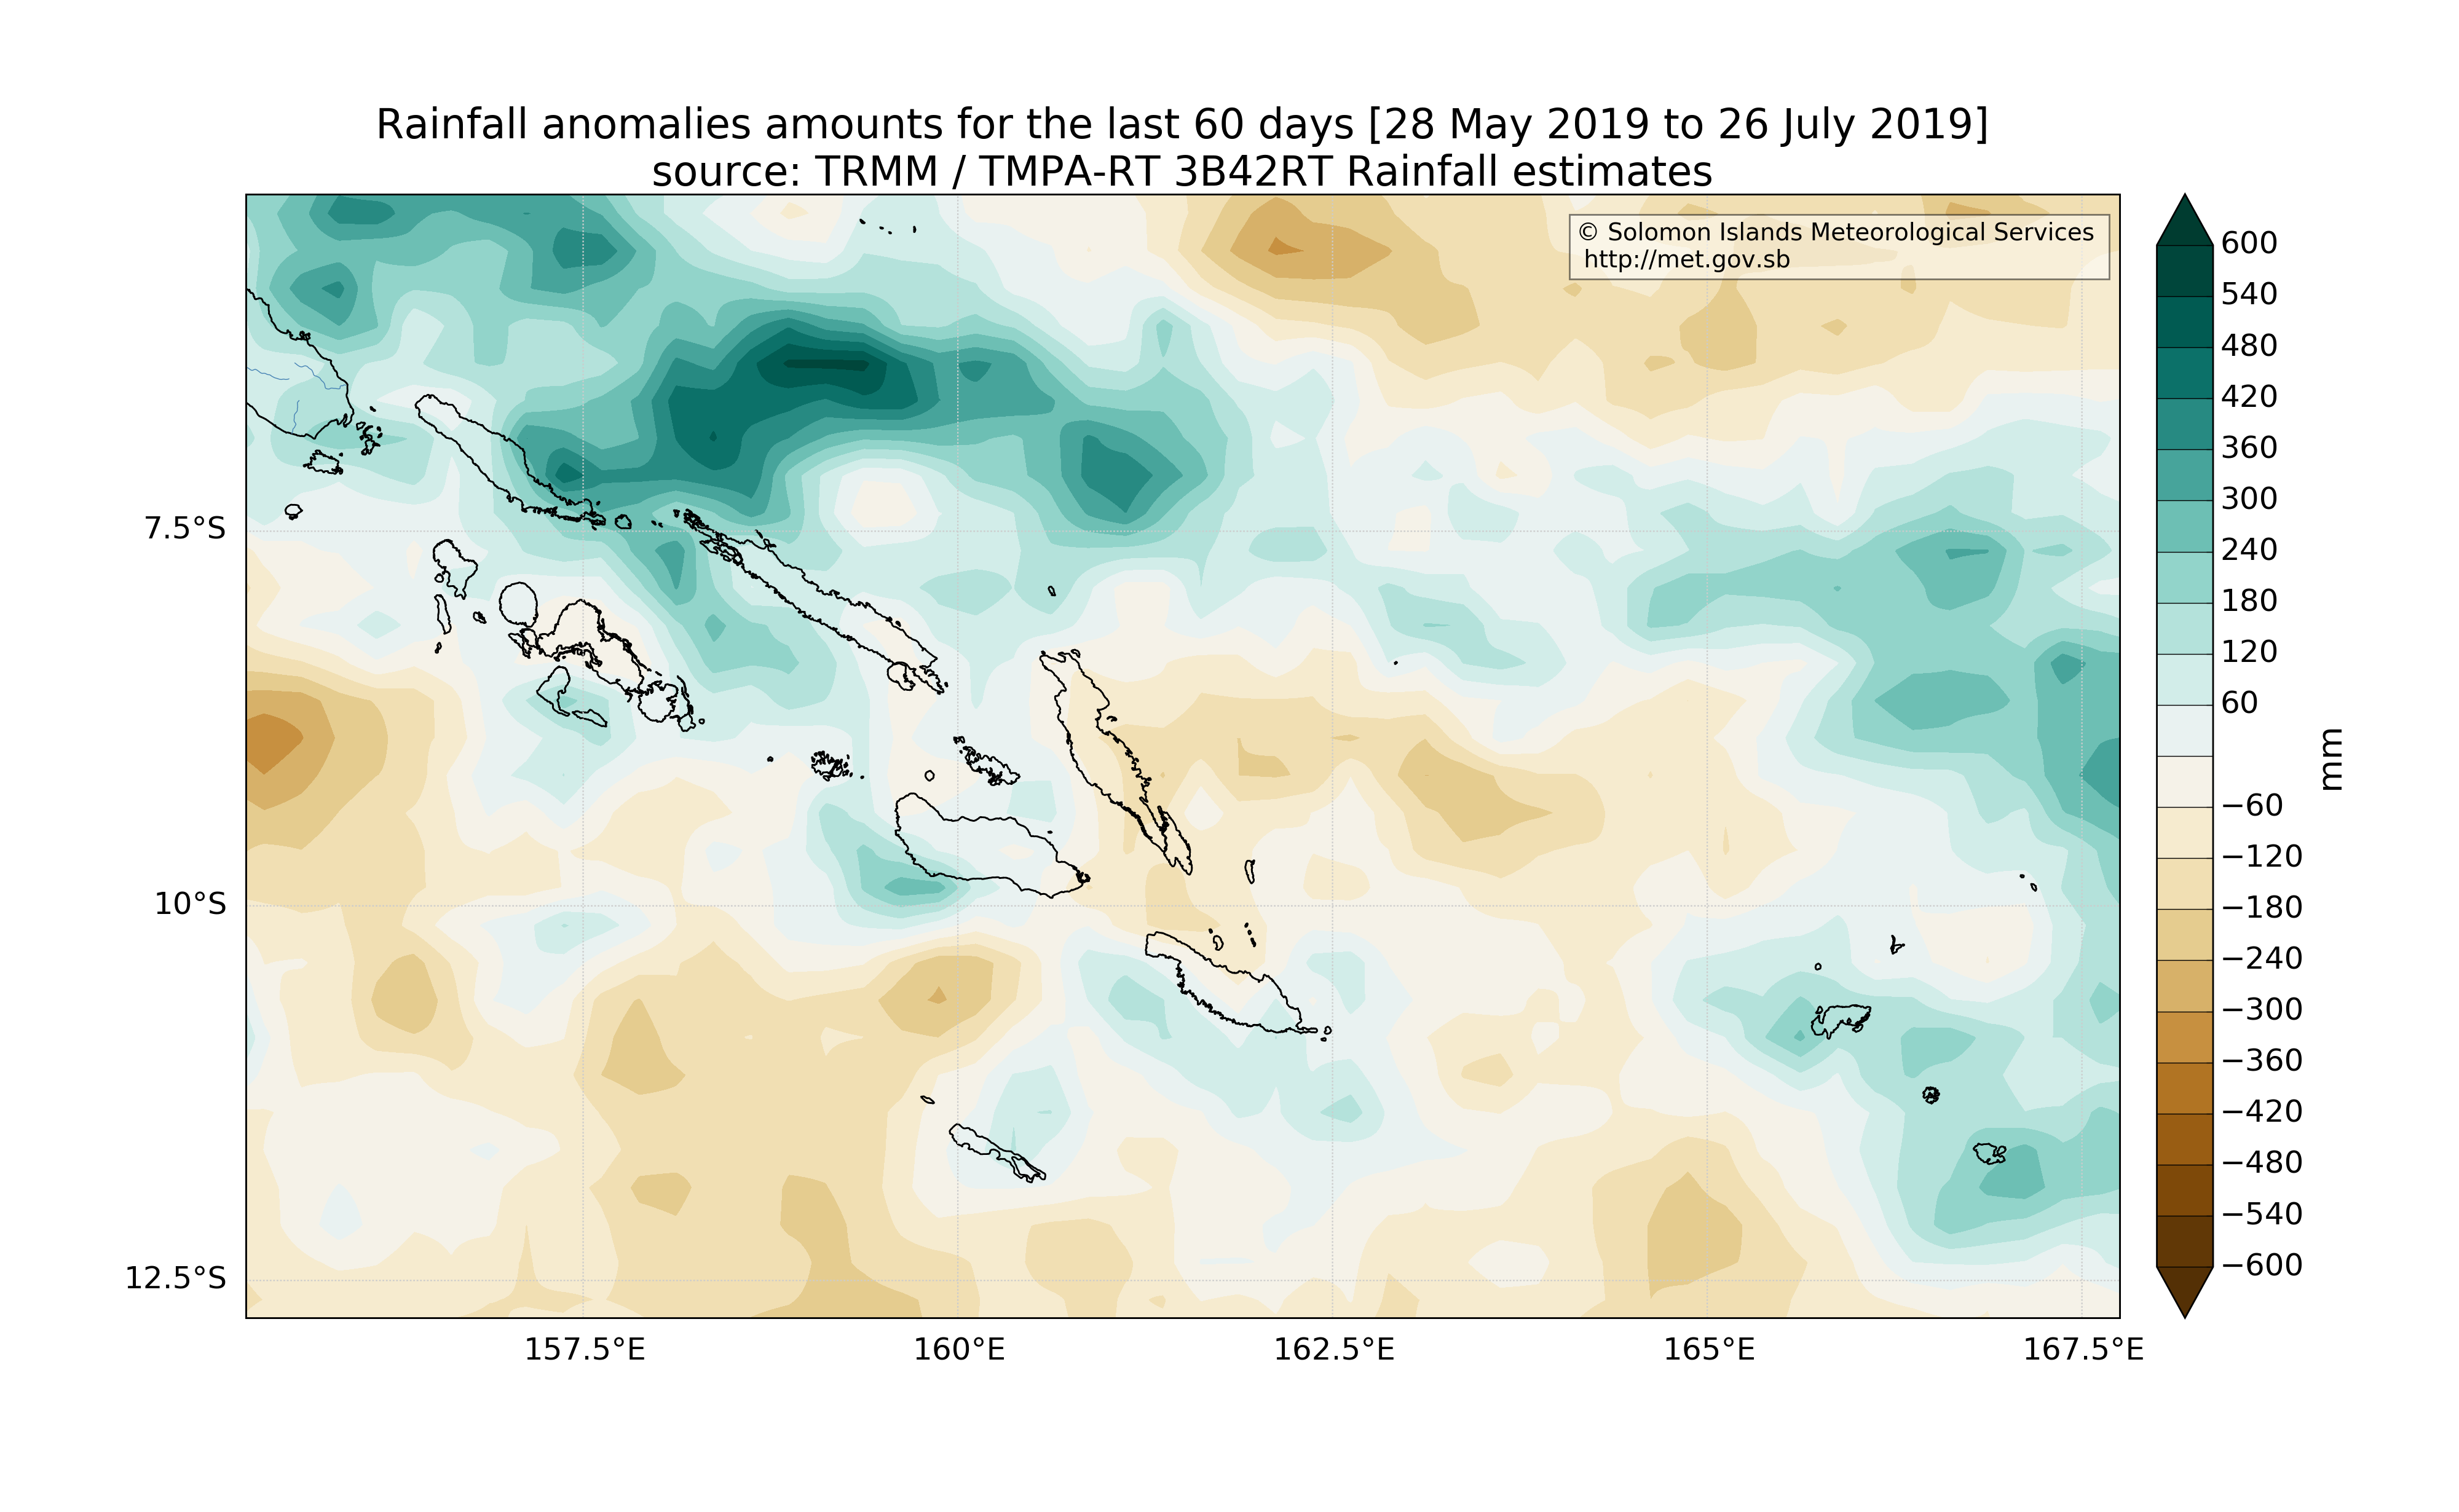 Rainfall anomalies amounts for the last 60 days [28 May 2019 to 26 July 2019]
source: TRMM / TMPA-RT 3B42RT Rainfall estimates
© Solomon Islands Meteorological Services
http://met.gov.sb
7.5°S
10°S
12.5°S
157.5°E
160°E
162.5°E
165°E
167.5°E
600
540
480
420
360
300
240
180
120
60
−60
−120
−180
−240
−300
−360
−420
−480
−540
−600
mm